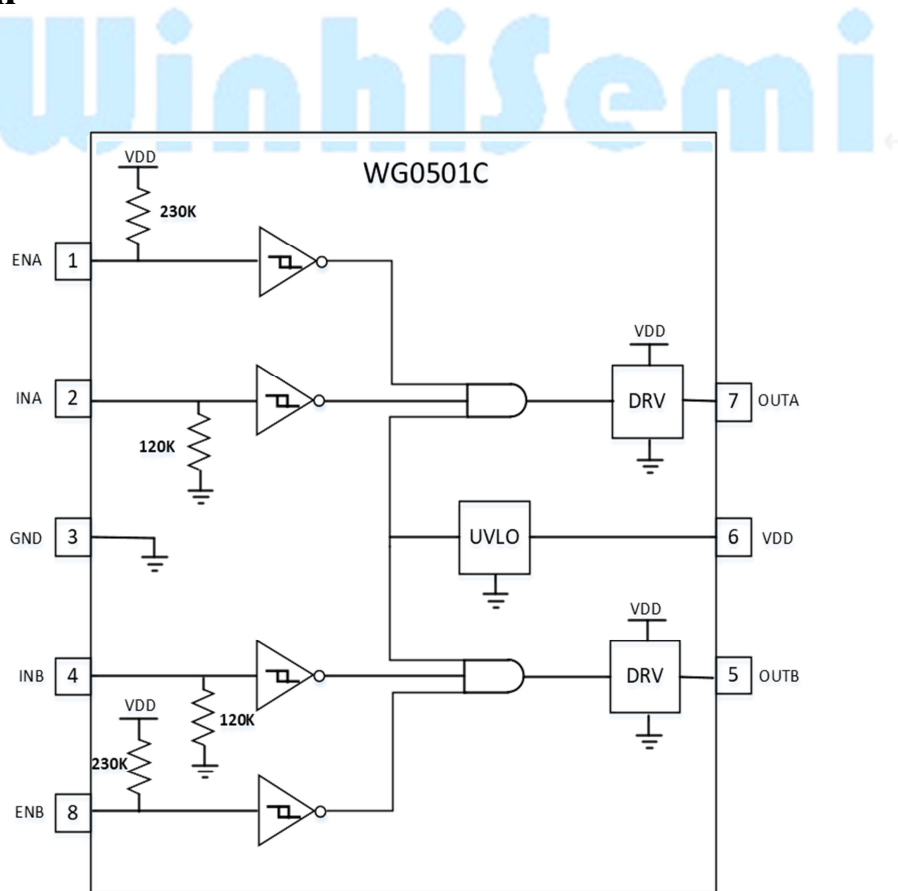 WinhiSemi
WG0501C
VDD
230K
ENA 1
VDD
INA 2
DRV
7 OUTA
120K
GND 3
UVLO
6 VDD
VDD
INB 4
DRV
5 OUTB
VDD
120K
230K
ENB 8